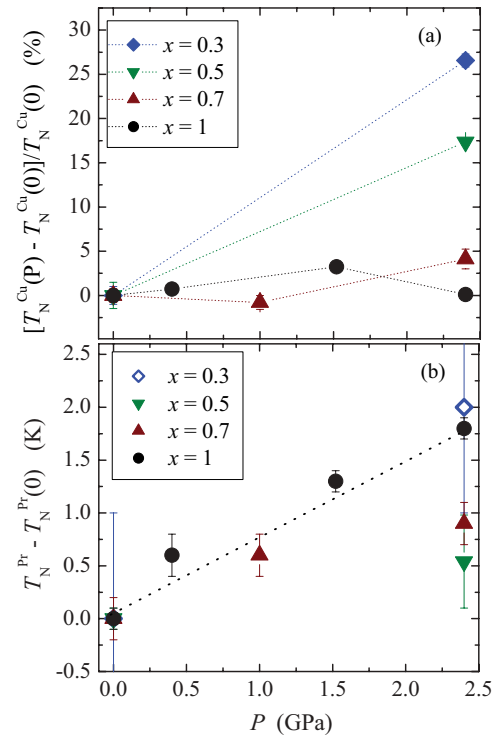 [T_N^Cu(P) - T_N^Cu(0)]/T_N^Cu(0) (%)
30
25
20
15
10
5
0
x = 0.3
x = 0.5
x = 0.7
x = 1
(a)
T_N^Pr - T_N^Pr(0) (K)
2.5
2.0
1.5
1.0
0.5
0.0
-0.5
x = 0.3
x = 0.5
x = 0.7
x = 1
(b)
0.0 0.5 1.0 1.5 2.0 2.5
P (GPa)